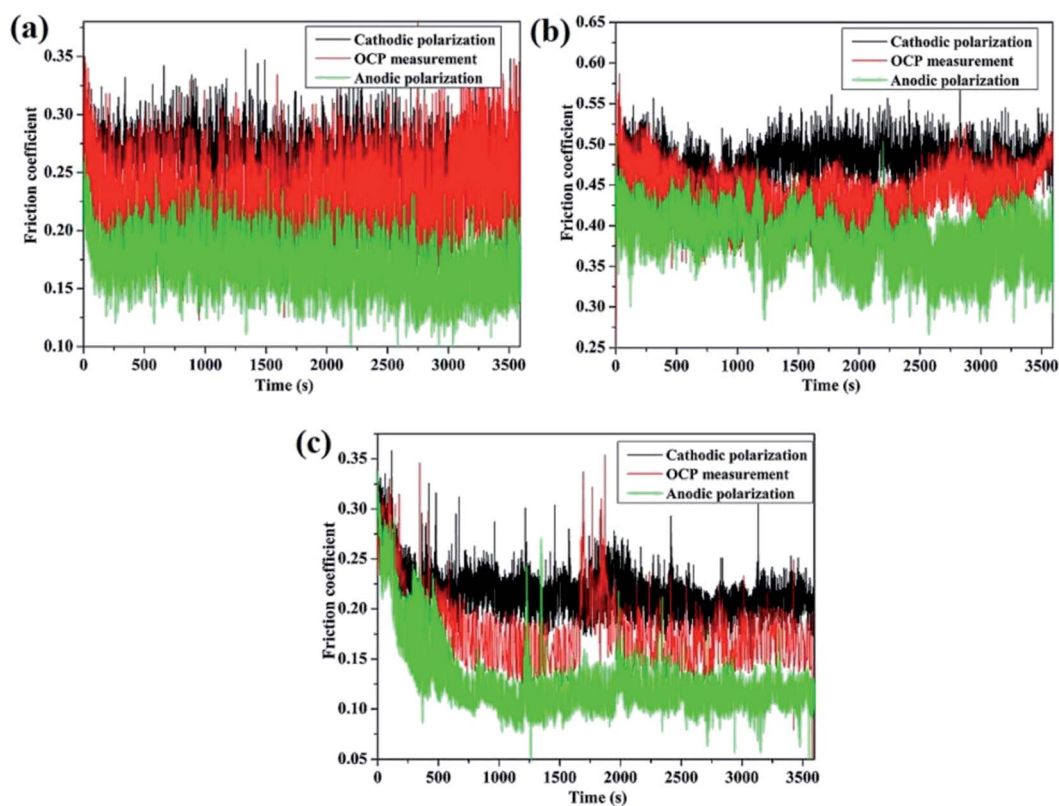 (a)
Cathodic polarization
OCP measurement
Anodic polarization
Friction coefficient
0.35
0.30
0.25
0.20
0.15
0.10
0 500 1000 1500 2000 2500 3000 3500
Time (s)
(b)
Cathodic polarization
OCP measurement
Anodic polarization
Friction coefficient
0.65
0.60
0.55
0.50
0.45
0.40
0.35
0.30
0.25
0 500 1000 1500 2000 2500 3000 3500
Time (s)
(c)
Cathodic polarization
OCP measurement
Anodic polarization
Friction coefficient
0.35
0.30
0.25
0.20
0.15
0.10
0.05
0 500 1000 1500 2000 2500 3000 3500
Time (s)